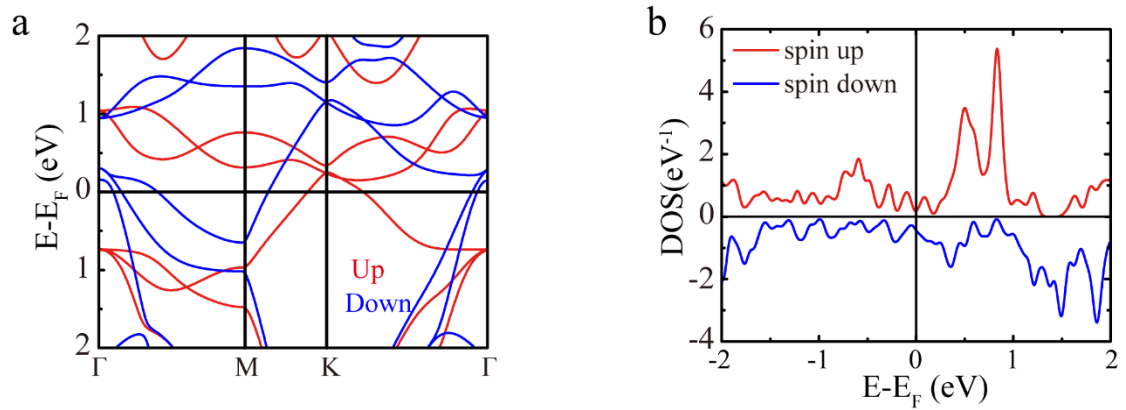 a
2
1
0
1
2
E-E_F (eV)
Up
Down
Γ M K Γ
b
6
4
2
0
-2
-4
DOS(eV⁻¹)
spin up
spin down
-2 -1 0 1 2
E-E_F (eV)